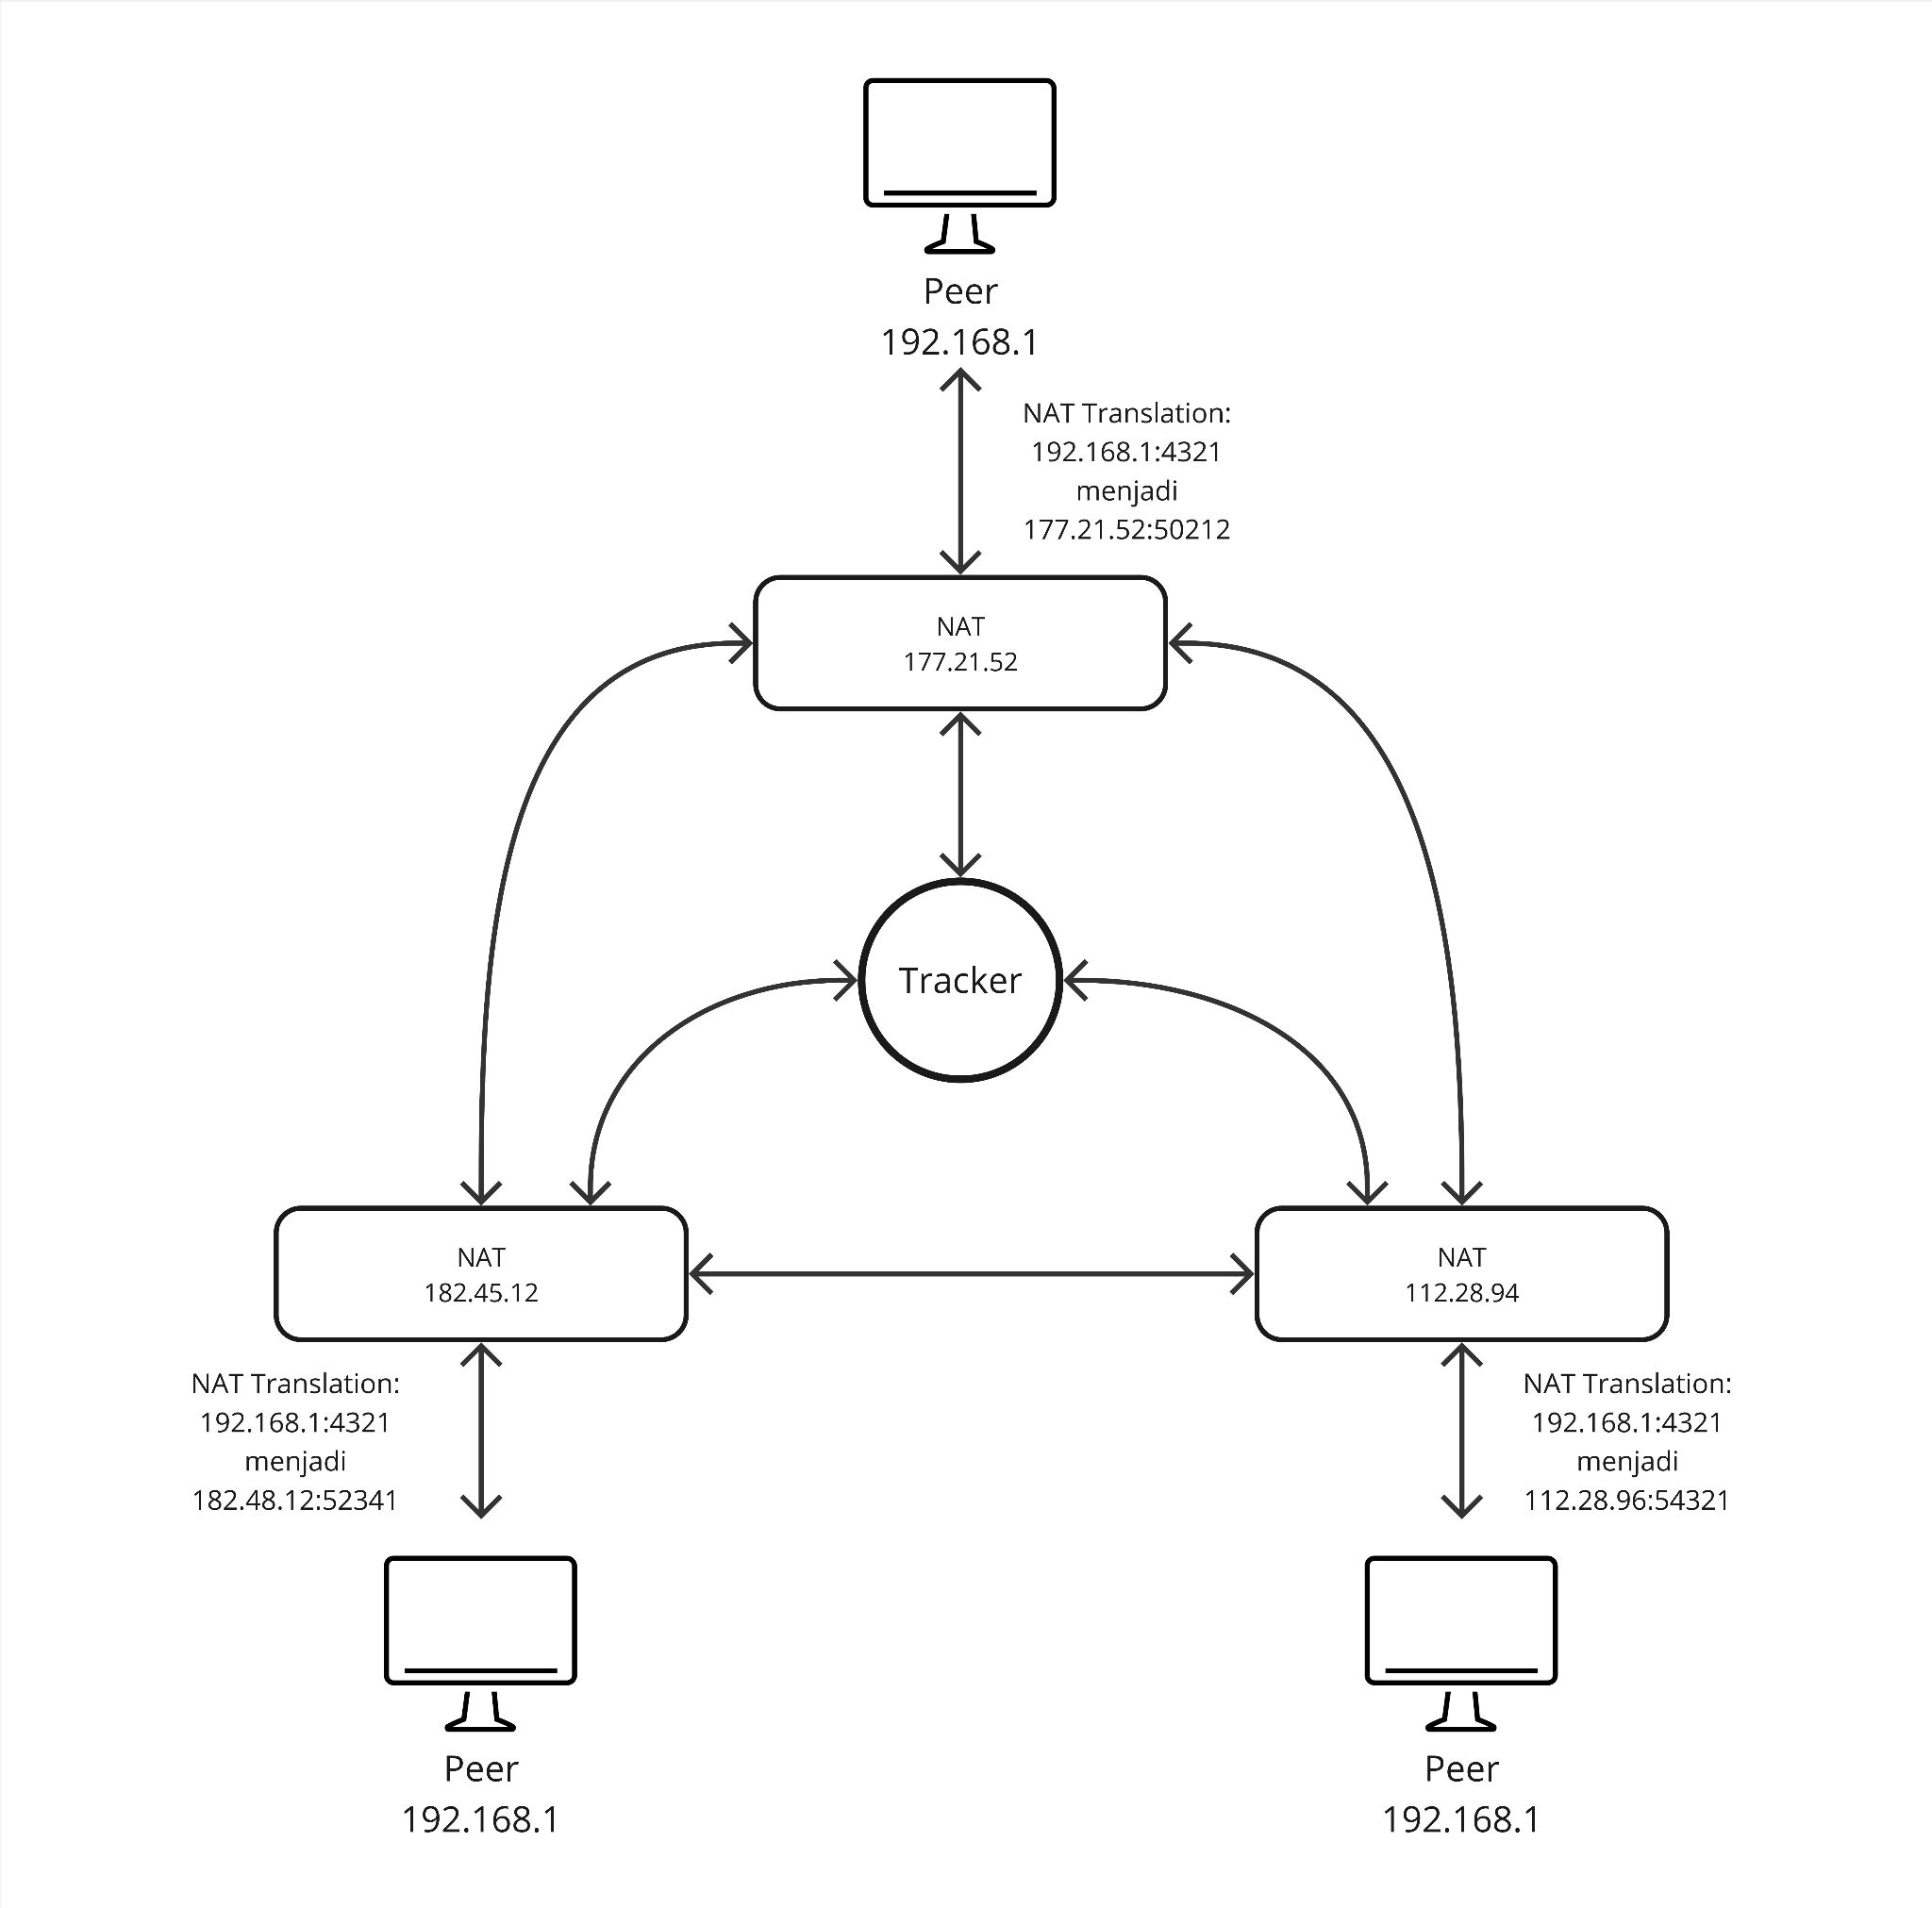 Peer
192.168.1
NAT Translation:
192.168.1:4321
menjadi
177.21.52:50212
NAT
177.21.52
Tracker
NAT
182.45.12
NAT
112.28.94
NAT Translation:
192.168.1:4321
menjadi
182.48.12:52341
NAT Translation:
192.168.1:4321
menjadi
112.28.96:54321
Peer
192.168.1
Peer
192.168.1